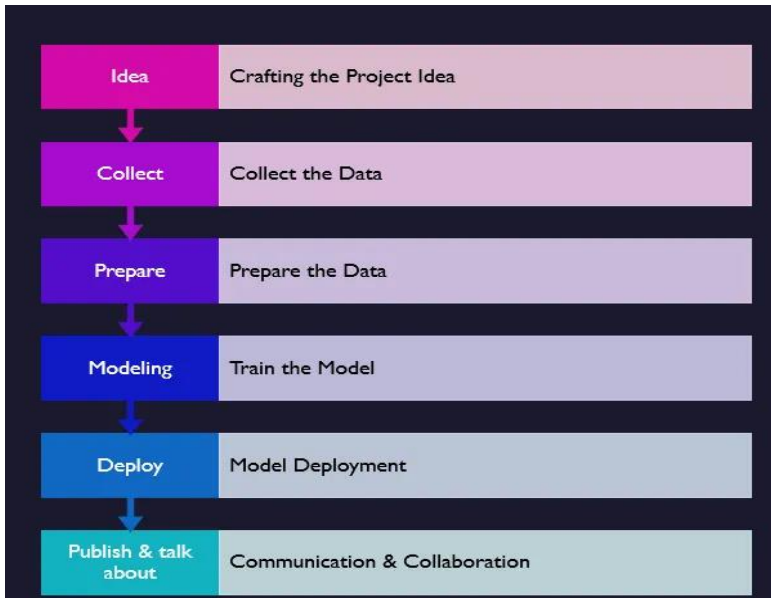 Idea
Crafting the Project Idea
Collect
Collect the Data
Prepare
Prepare the Data
Modeling
Train the Model
Deploy
Model Deployment
Publish & talk
about
Communication & Collaboration